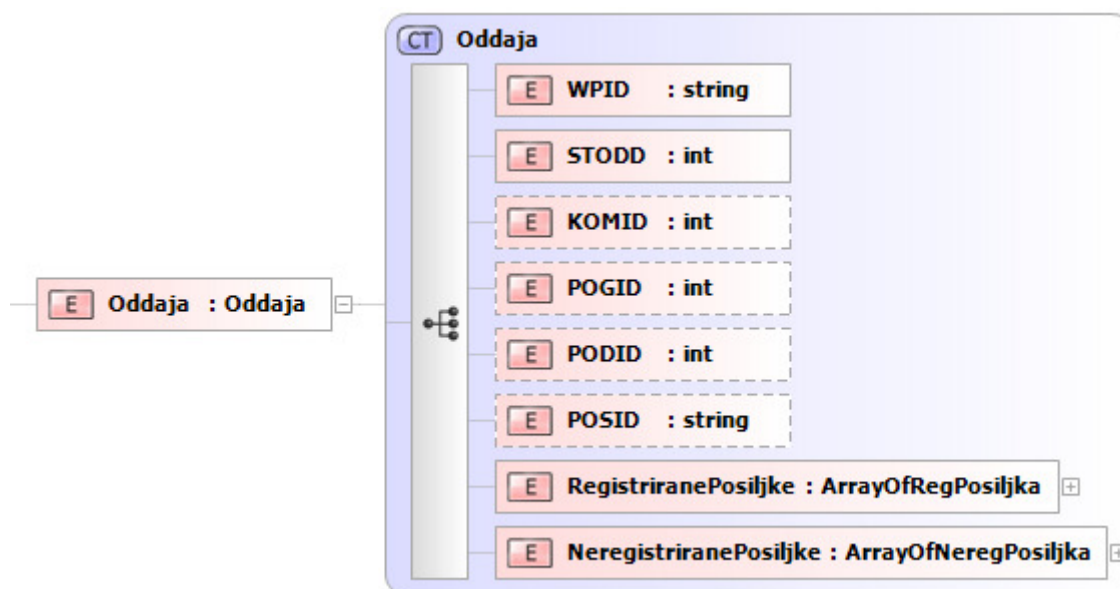 CT Oddaja
E WPID : string
E STODD : int
E KOMID : int
E POGID : int
E Oddaja : Oddaja
E PODID : int
E POSID : string
E RegistriranePosiljke : ArrayOfRegPosiljka
E NeregistriranePosiljke : ArrayOfNeregPosiljka